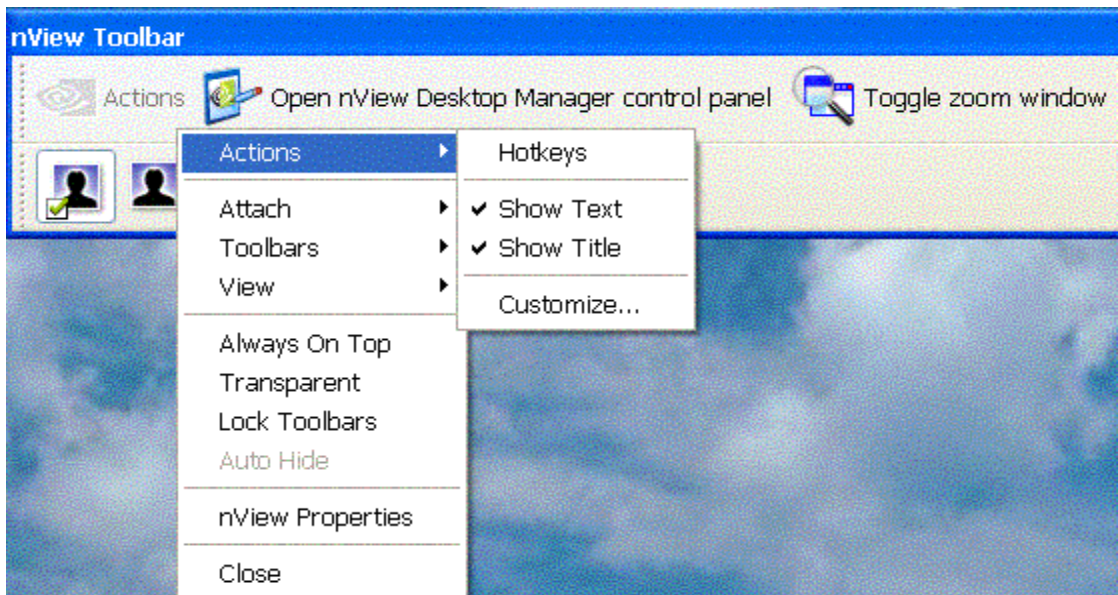 nView Toolbar
Actions Open nView Desktop Manager control panel Toggle zoom window
Actions
Hotkeys
Attach
Show Text
Toolbars
Show Title
View
Customize...
Always On Top
Transparent
Lock Toolbars
Auto Hide
nView Properties
Close